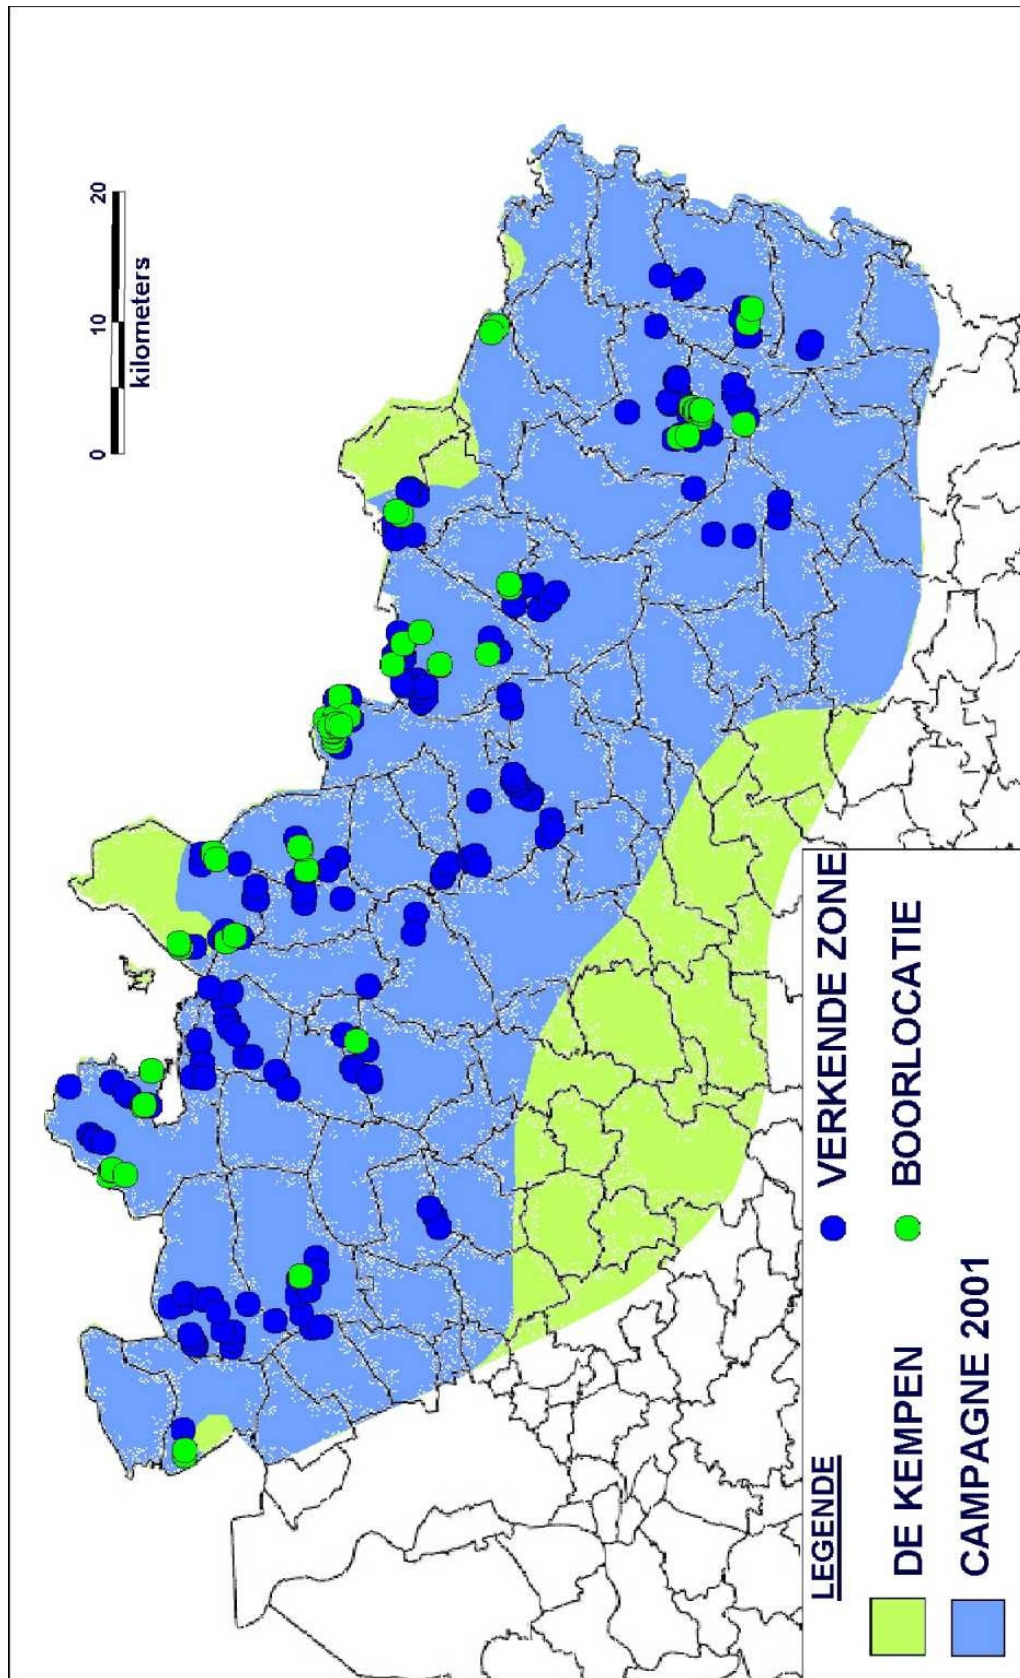 0 10 20
kilometers
LEGENDE
DE KEMPEN
CAMPAGNE 2001
VERKENDE ZONE
BOORLOCATIE